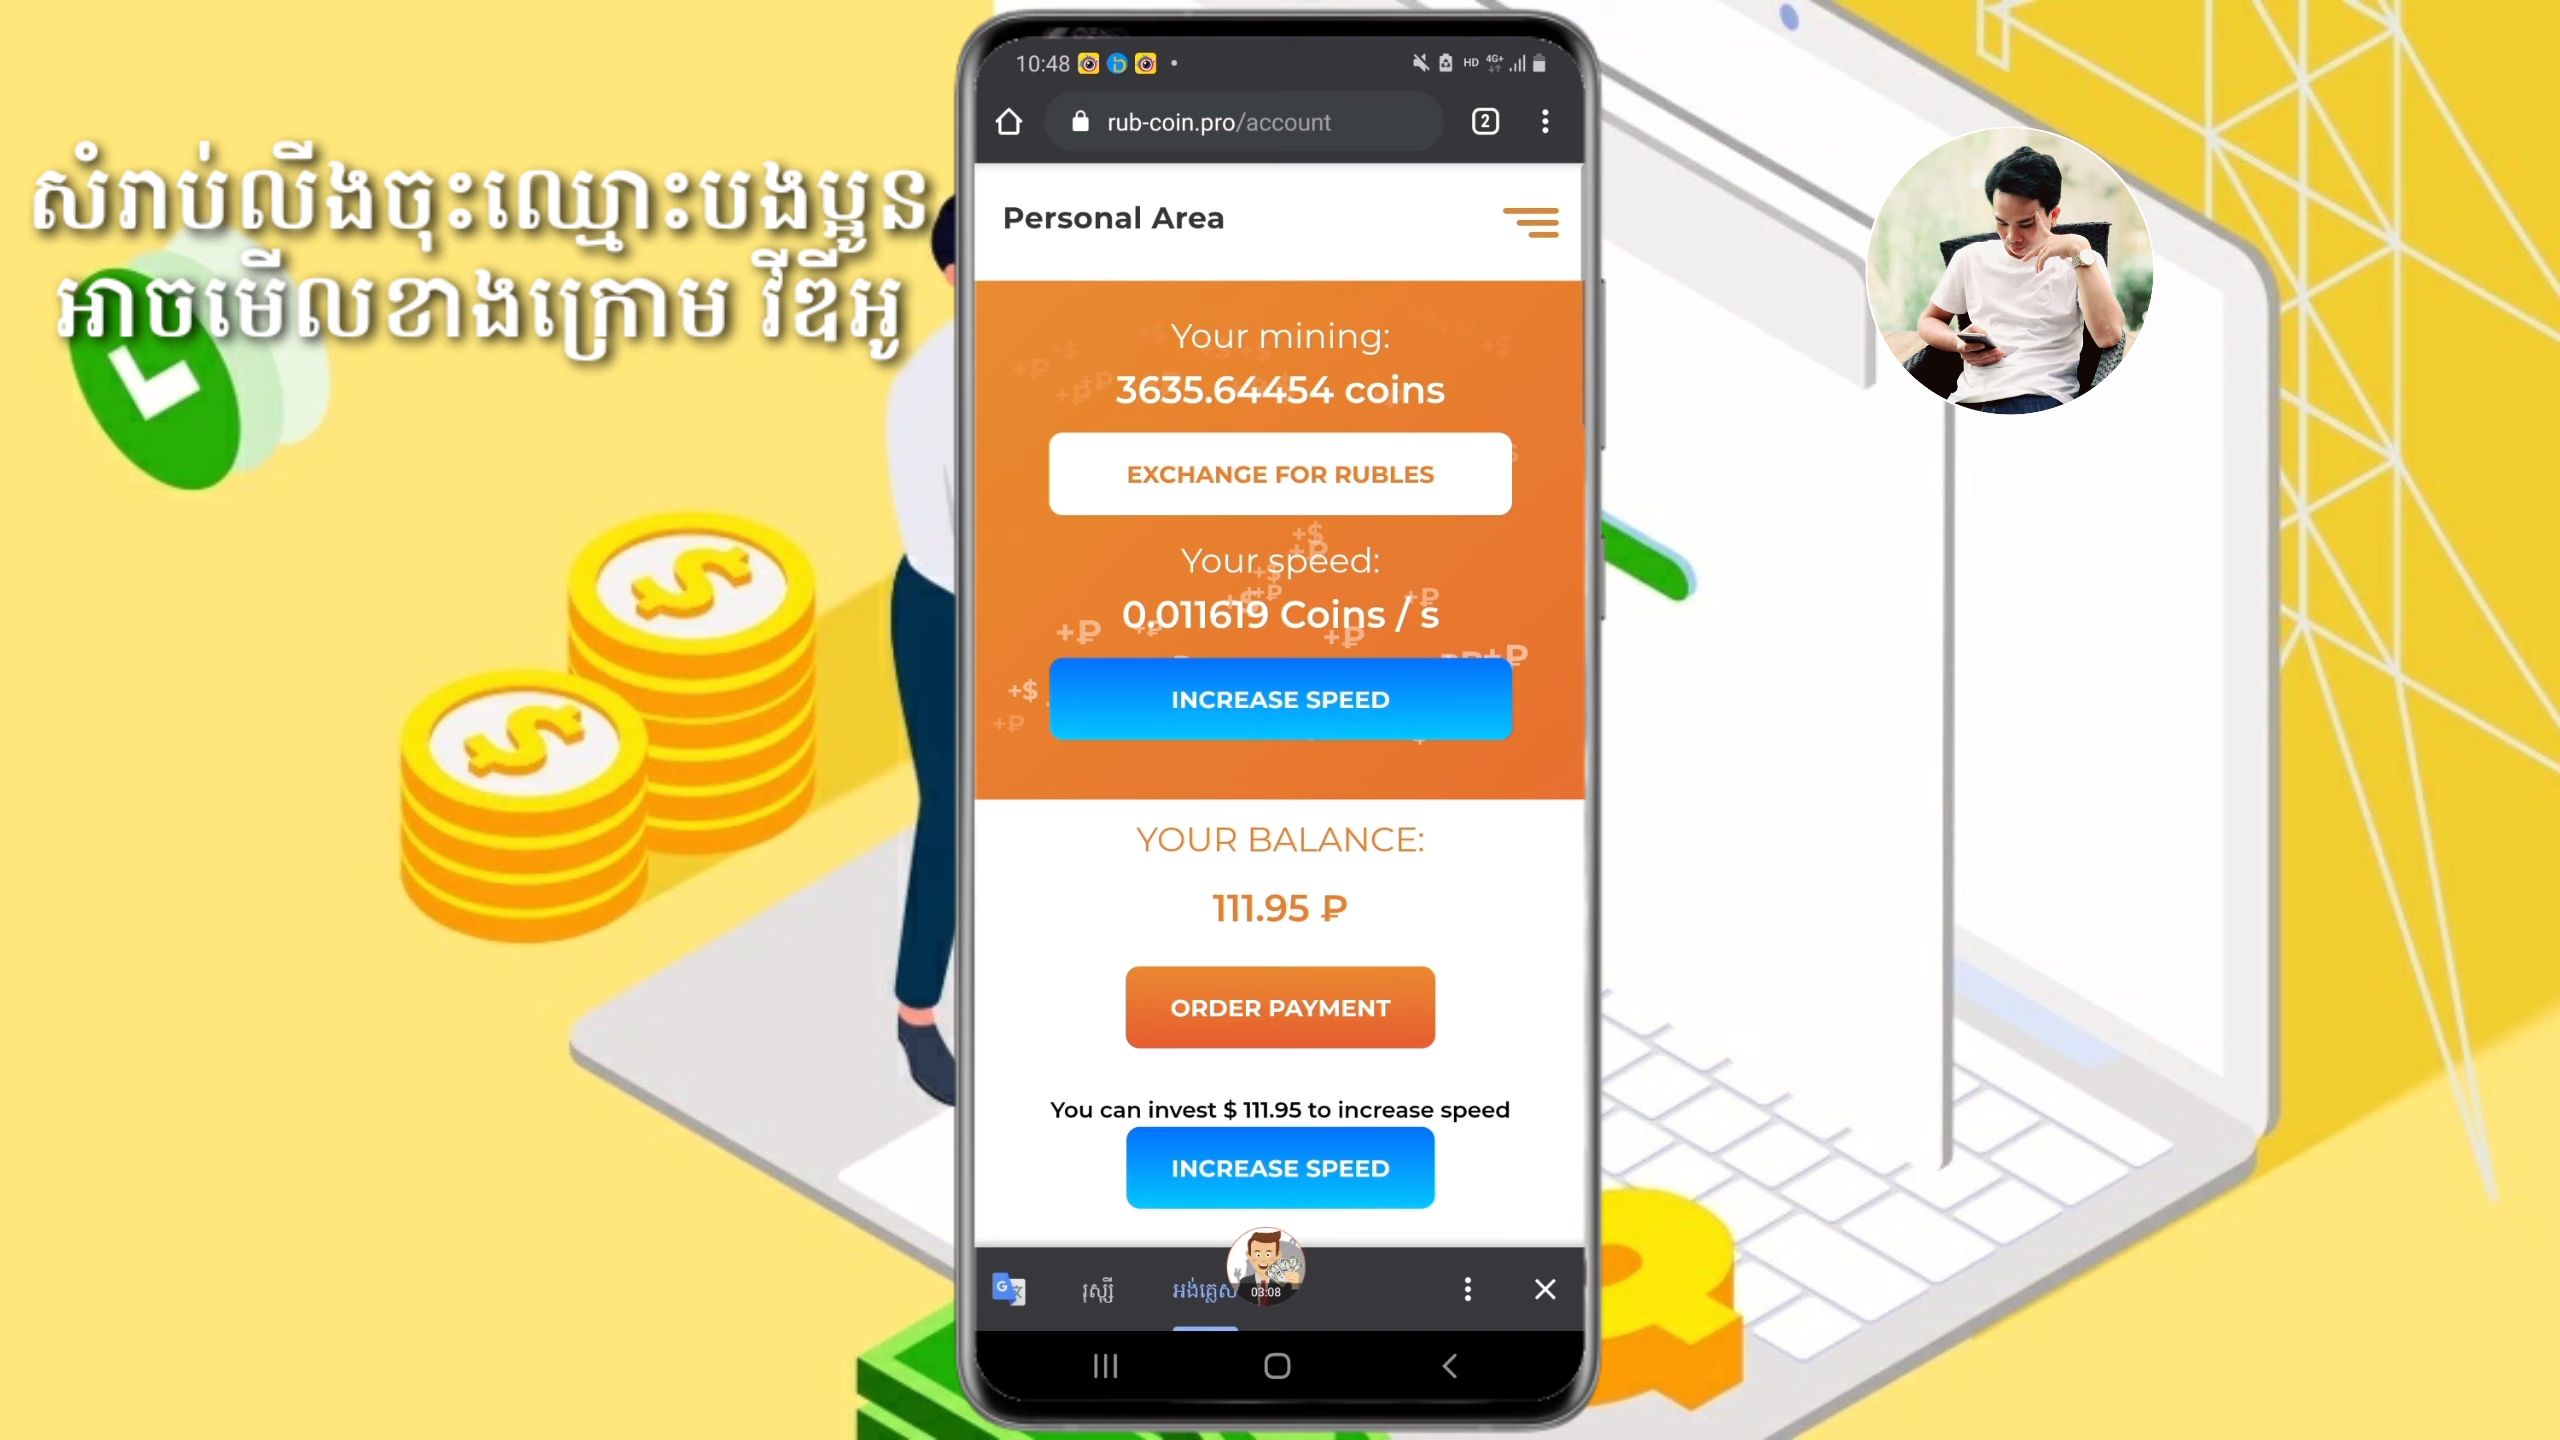 សំរាប់លីងចុះឈ្មោះបងប្អូន
អាចមើលខាងក្រោម វីឌីអូ
10:48
HD 4G+
rub-coin.pro/account
2
Personal Area
Your mining:
3635.64454 coins
EXCHANGE FOR RUBLES
Your speed:
0.011619 Coins / s
INCREASE SPEED
YOUR BALANCE:
111.95 ₽
ORDER PAYMENT
You can invest $ 111.95 to increase speed
INCREASE SPEED
រុស្ស៊ី
អង់គ្លេស
03:08